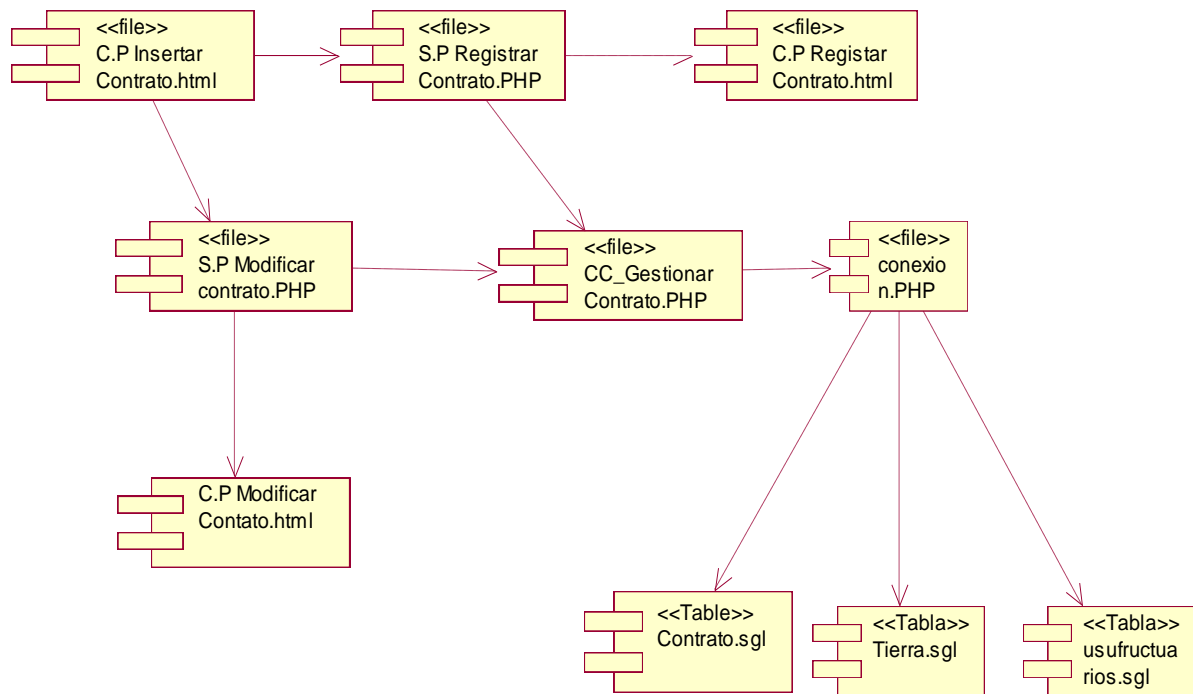 <<file>>
C.P Insertar
Contrato.html
<<file>>
S.P Registrar
Contrato.PHP
<<file>>
C.P Registar
Contrato.html
<<file>>
S.P Modificar
contrato.PHP
<<file>>
CC_Gestionar
Contrato.PHP
<<file>>
conexio
n.PHP
C.P Modificar
Contato.html
<<Table>>
Contrato.sgl
<<Tabla>>
Tierra.sgl
<<Tabla>>
usufructua
rios.sgl